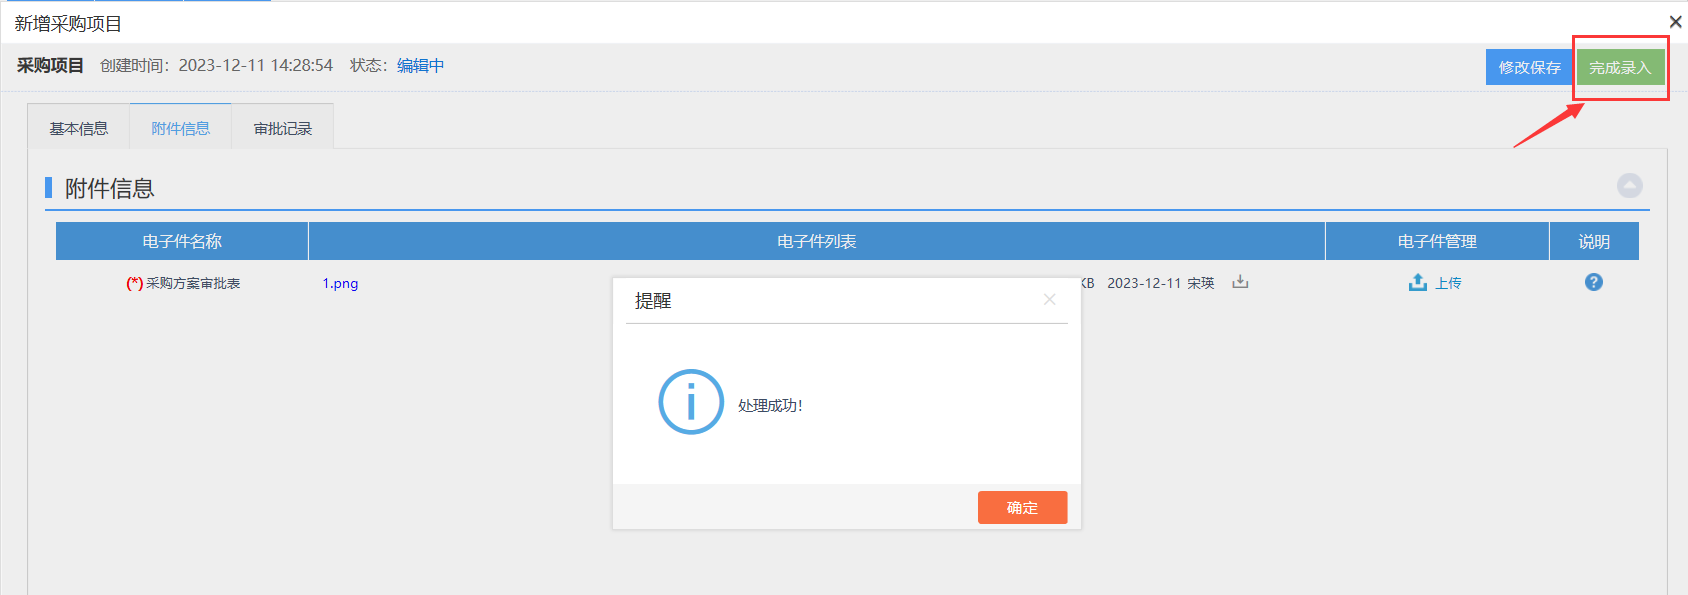 新增采购项目
采购项目 创建时间：2023-12-11 14:28:54 状态：编辑中 修改保存 完成录入
基本信息 附件信息 审批记录
附件信息
电子件名称 电子件列表 电子件管理 说明
(*) 采购方案审批表 1.png KB 2023-12-11 宋瑛 上传
提醒
处理成功！
确定